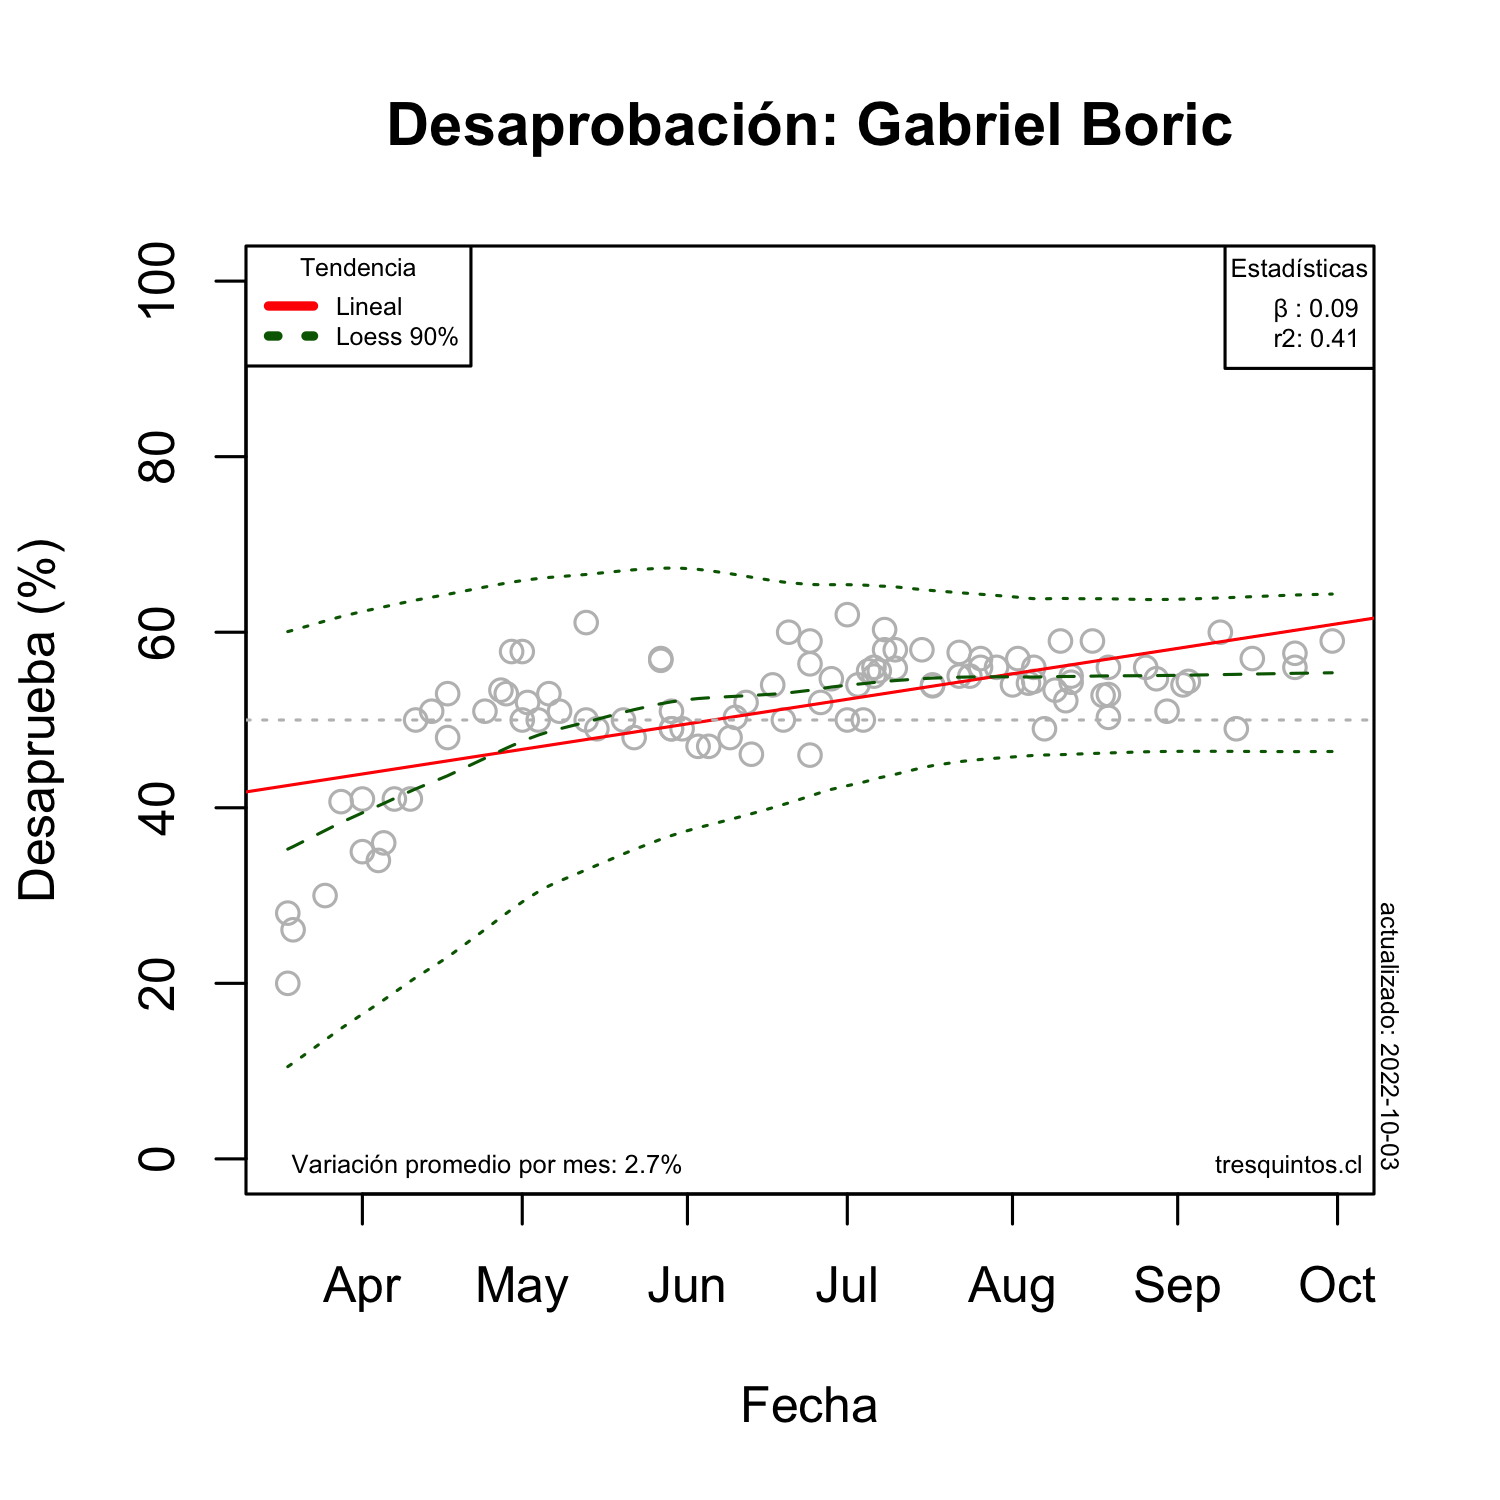 Desaprobación: Gabriel Boric
Tendencia
Lineal
Loess 90%
Estadísticas
β : 0.09
r2: 0.41
100
80
60
40
20
0
Desaprueba (%)
Variación promedio por mes: 2.7%
tresquintos.cl
actualizado: 2022-10-03
Apr May Jun Jul Aug Sep Oct
Fecha